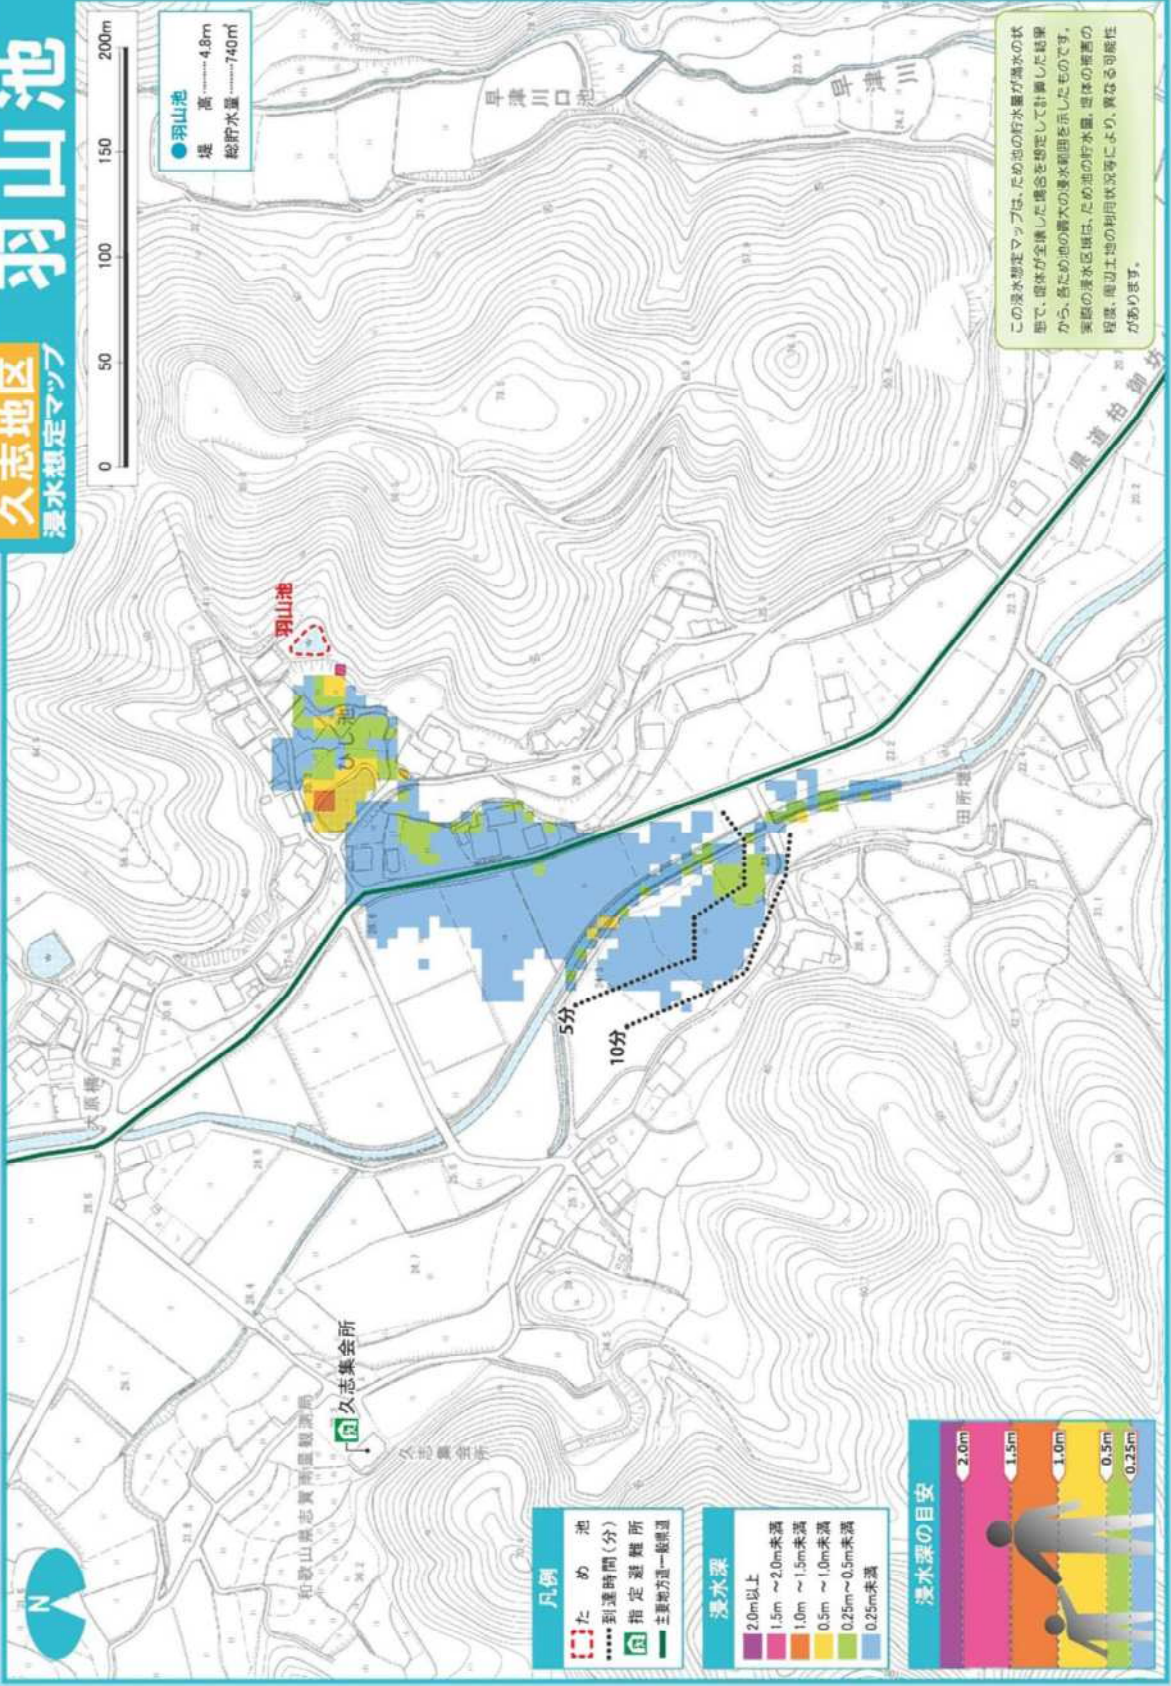 久志地区
浸水想定マップ
羽山池
0 50 100 150 200m
●羽山池
堤 高………4.8m
総貯水量………740㎥
羽山池
早津川口池
早津川
大原橋
県道柏御坊
田所堰
5分
10分
久志集会所
久志集会所
和歌山県志賀雨量観測局
この浸水想定マップは、ため池の貯水量が満水の状
態で、堤体が全壊した場合を想定して計算した結果
から、各ため池の最大の浸水範囲を示したものです。
実際の浸水区域は、ため池の貯水量、堤体の被害の
程度、周辺土地の利用状況等により、異なる可能性
があります。
N
凡例
ため池
到達時間(分)
指定避難所
主要地方道・一般県道
浸水深
2.0m以上
1.5m ～ 2.0m未満
1.0m ～ 1.5m未満
0.5m ～ 1.0m未満
0.25m～0.5m未満
0.25m未満
浸水深の目安
2.0m
1.5m
1.0m
0.5m
0.25m